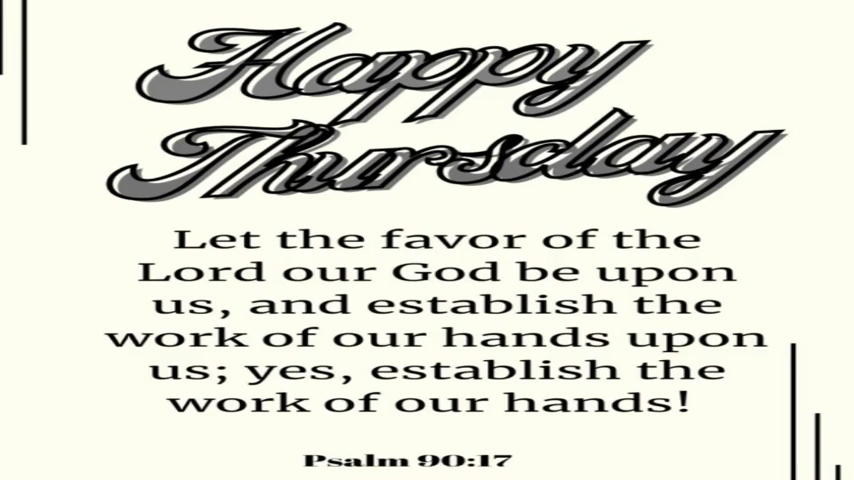 Happy
Thursday
Let the favor of the
Lord our God be upon
us, and establish the
work of our hands upon
us; yes, establish the
work of our hands!
Psalm 90:17